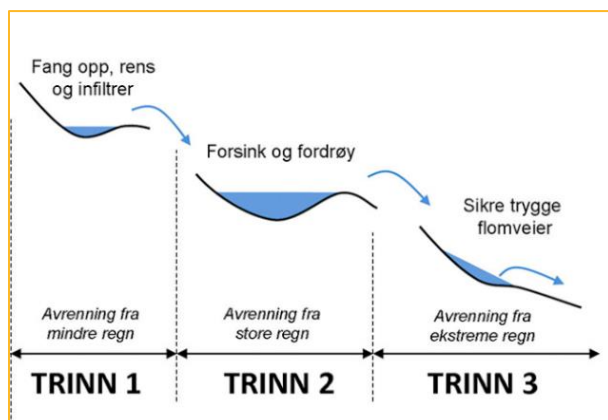 Fang opp, rens
og infiltrer
Forsink og fordrøy
Sikre trygge
flomveier
Avrenning fra
mindre regn
Avrenning fra
store regn
Avrenning fra
ekstreme regn
TRINN 1
TRINN 2
TRINN 3